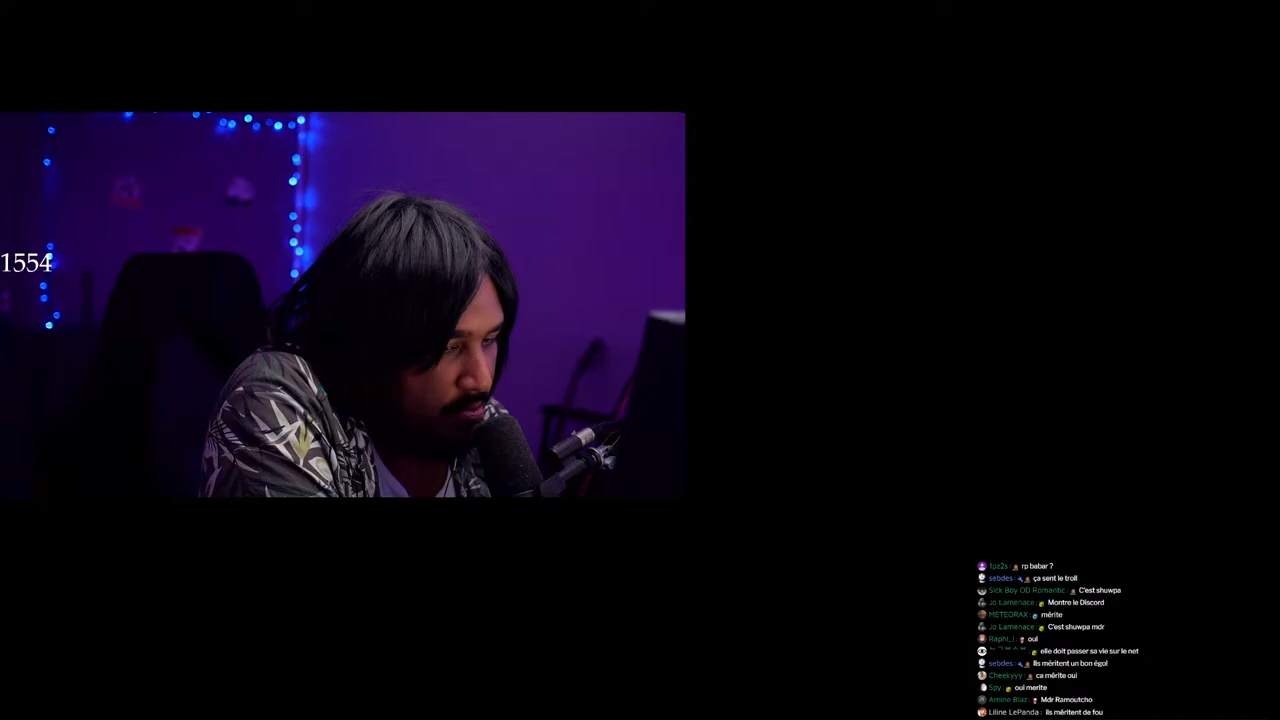 1554
1pz2s : rp babar ?
sebdes : ça sent le troll
Sick Boy OD Romantic : C'est shuwpa
Jo Lamenace : Montre le Discord
METEORAX : mérite
Jo Lamenace : C'est shuwpa mdr
Raphl_l : oui
elle doit passer sa vie sur le net
sebdes : Ils méritent un bon égol
Cheekyyy : ca mérite oui
Spy : oui merite
Amine Blaz : Mdr Ramoutcho
Liline LePanda : ils méritent de fou